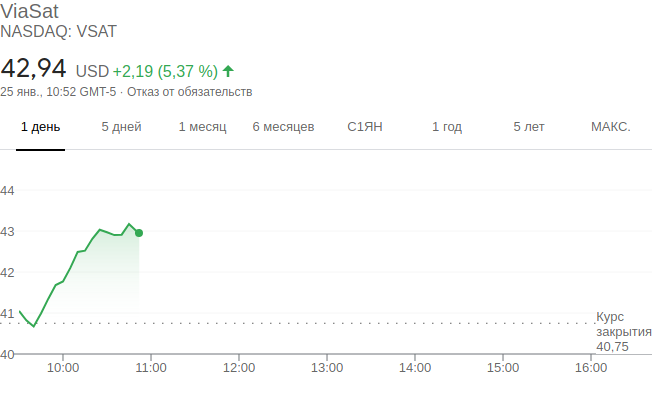 ViaSat
NASDAQ: VSAT
42,94 USD +2,19 (5,37 %)
25 янв., 10:52 GMT-5 · Отказ от обязательств
1 день 5 дней 1 месяц 6 месяцев С1ЯН 1 год 5 лет МАКС.
44
43
42
41
Курс
закрытия
40,75
40
10:00 11:00 12:00 13:00 14:00 15:00 16:00